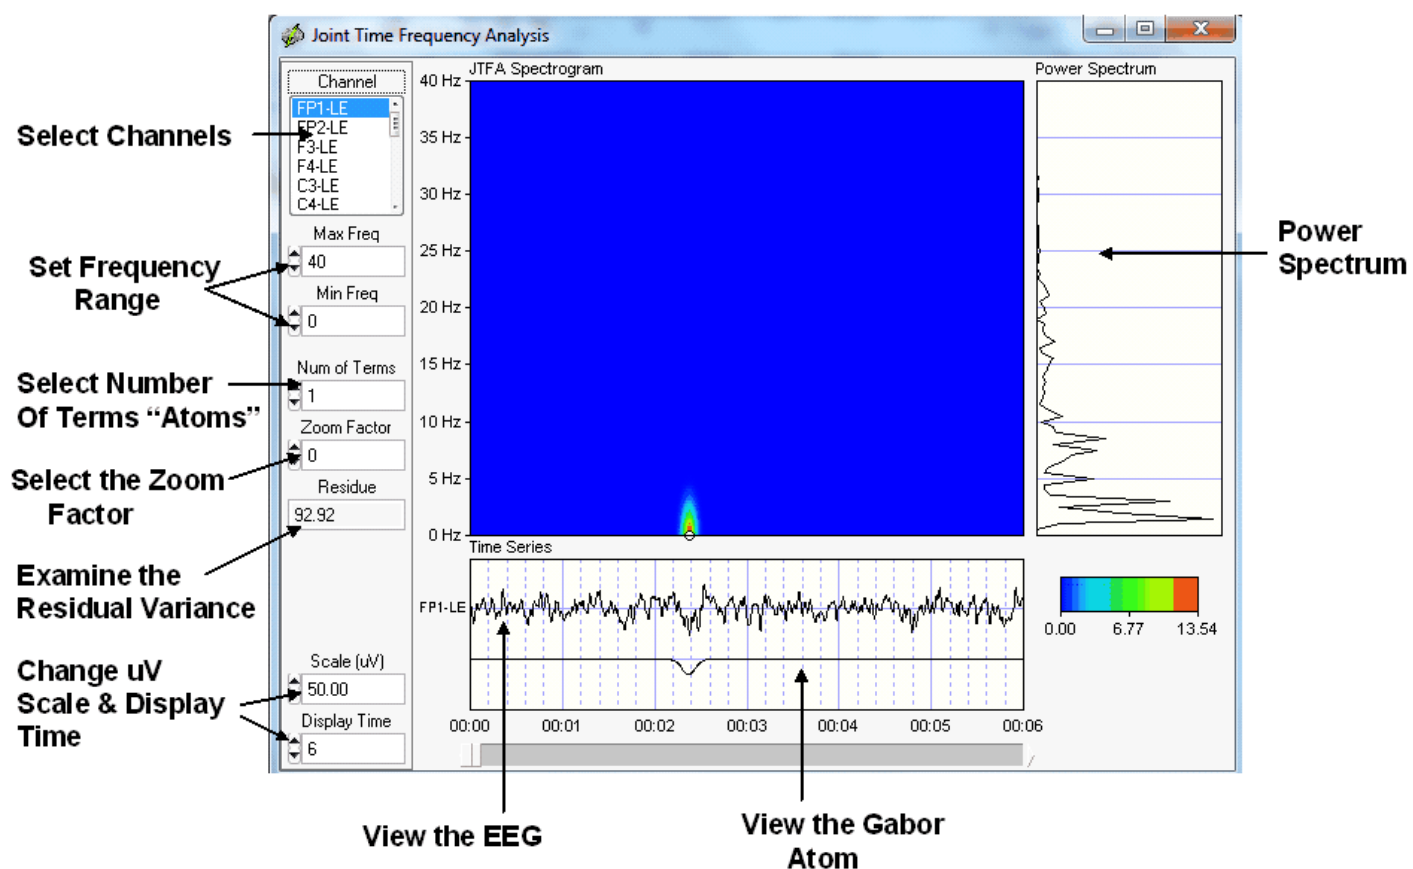 Joint Time Frequency Analysis
Channel
FP1-LE
FP2-LE
F3-LE
F4-LE
C3-LE
C4-LE
Max Freq
40
Min Freq
0
Num of Terms
1
Zoom Factor
0
Residue
92.92
Scale (uV)
50.00
Display Time
6
JTFA Spectrogram
40 Hz
35 Hz
30 Hz
25 Hz
20 Hz
15 Hz
10 Hz
5 Hz
0 Hz
Time Series
FP1-LE
00:00 00:01 00:02 00:03 00:04 00:05 00:06
Power Spectrum
0.00 6.77 13.54
Select Channels
Set Frequency
Range
Select Number
Of Terms “Atoms”
Select the Zoom
Factor
Examine the
Residual Variance
Change uV
Scale & Display
Time
View the EEG
View the Gabor
Atom
Power
Spectrum